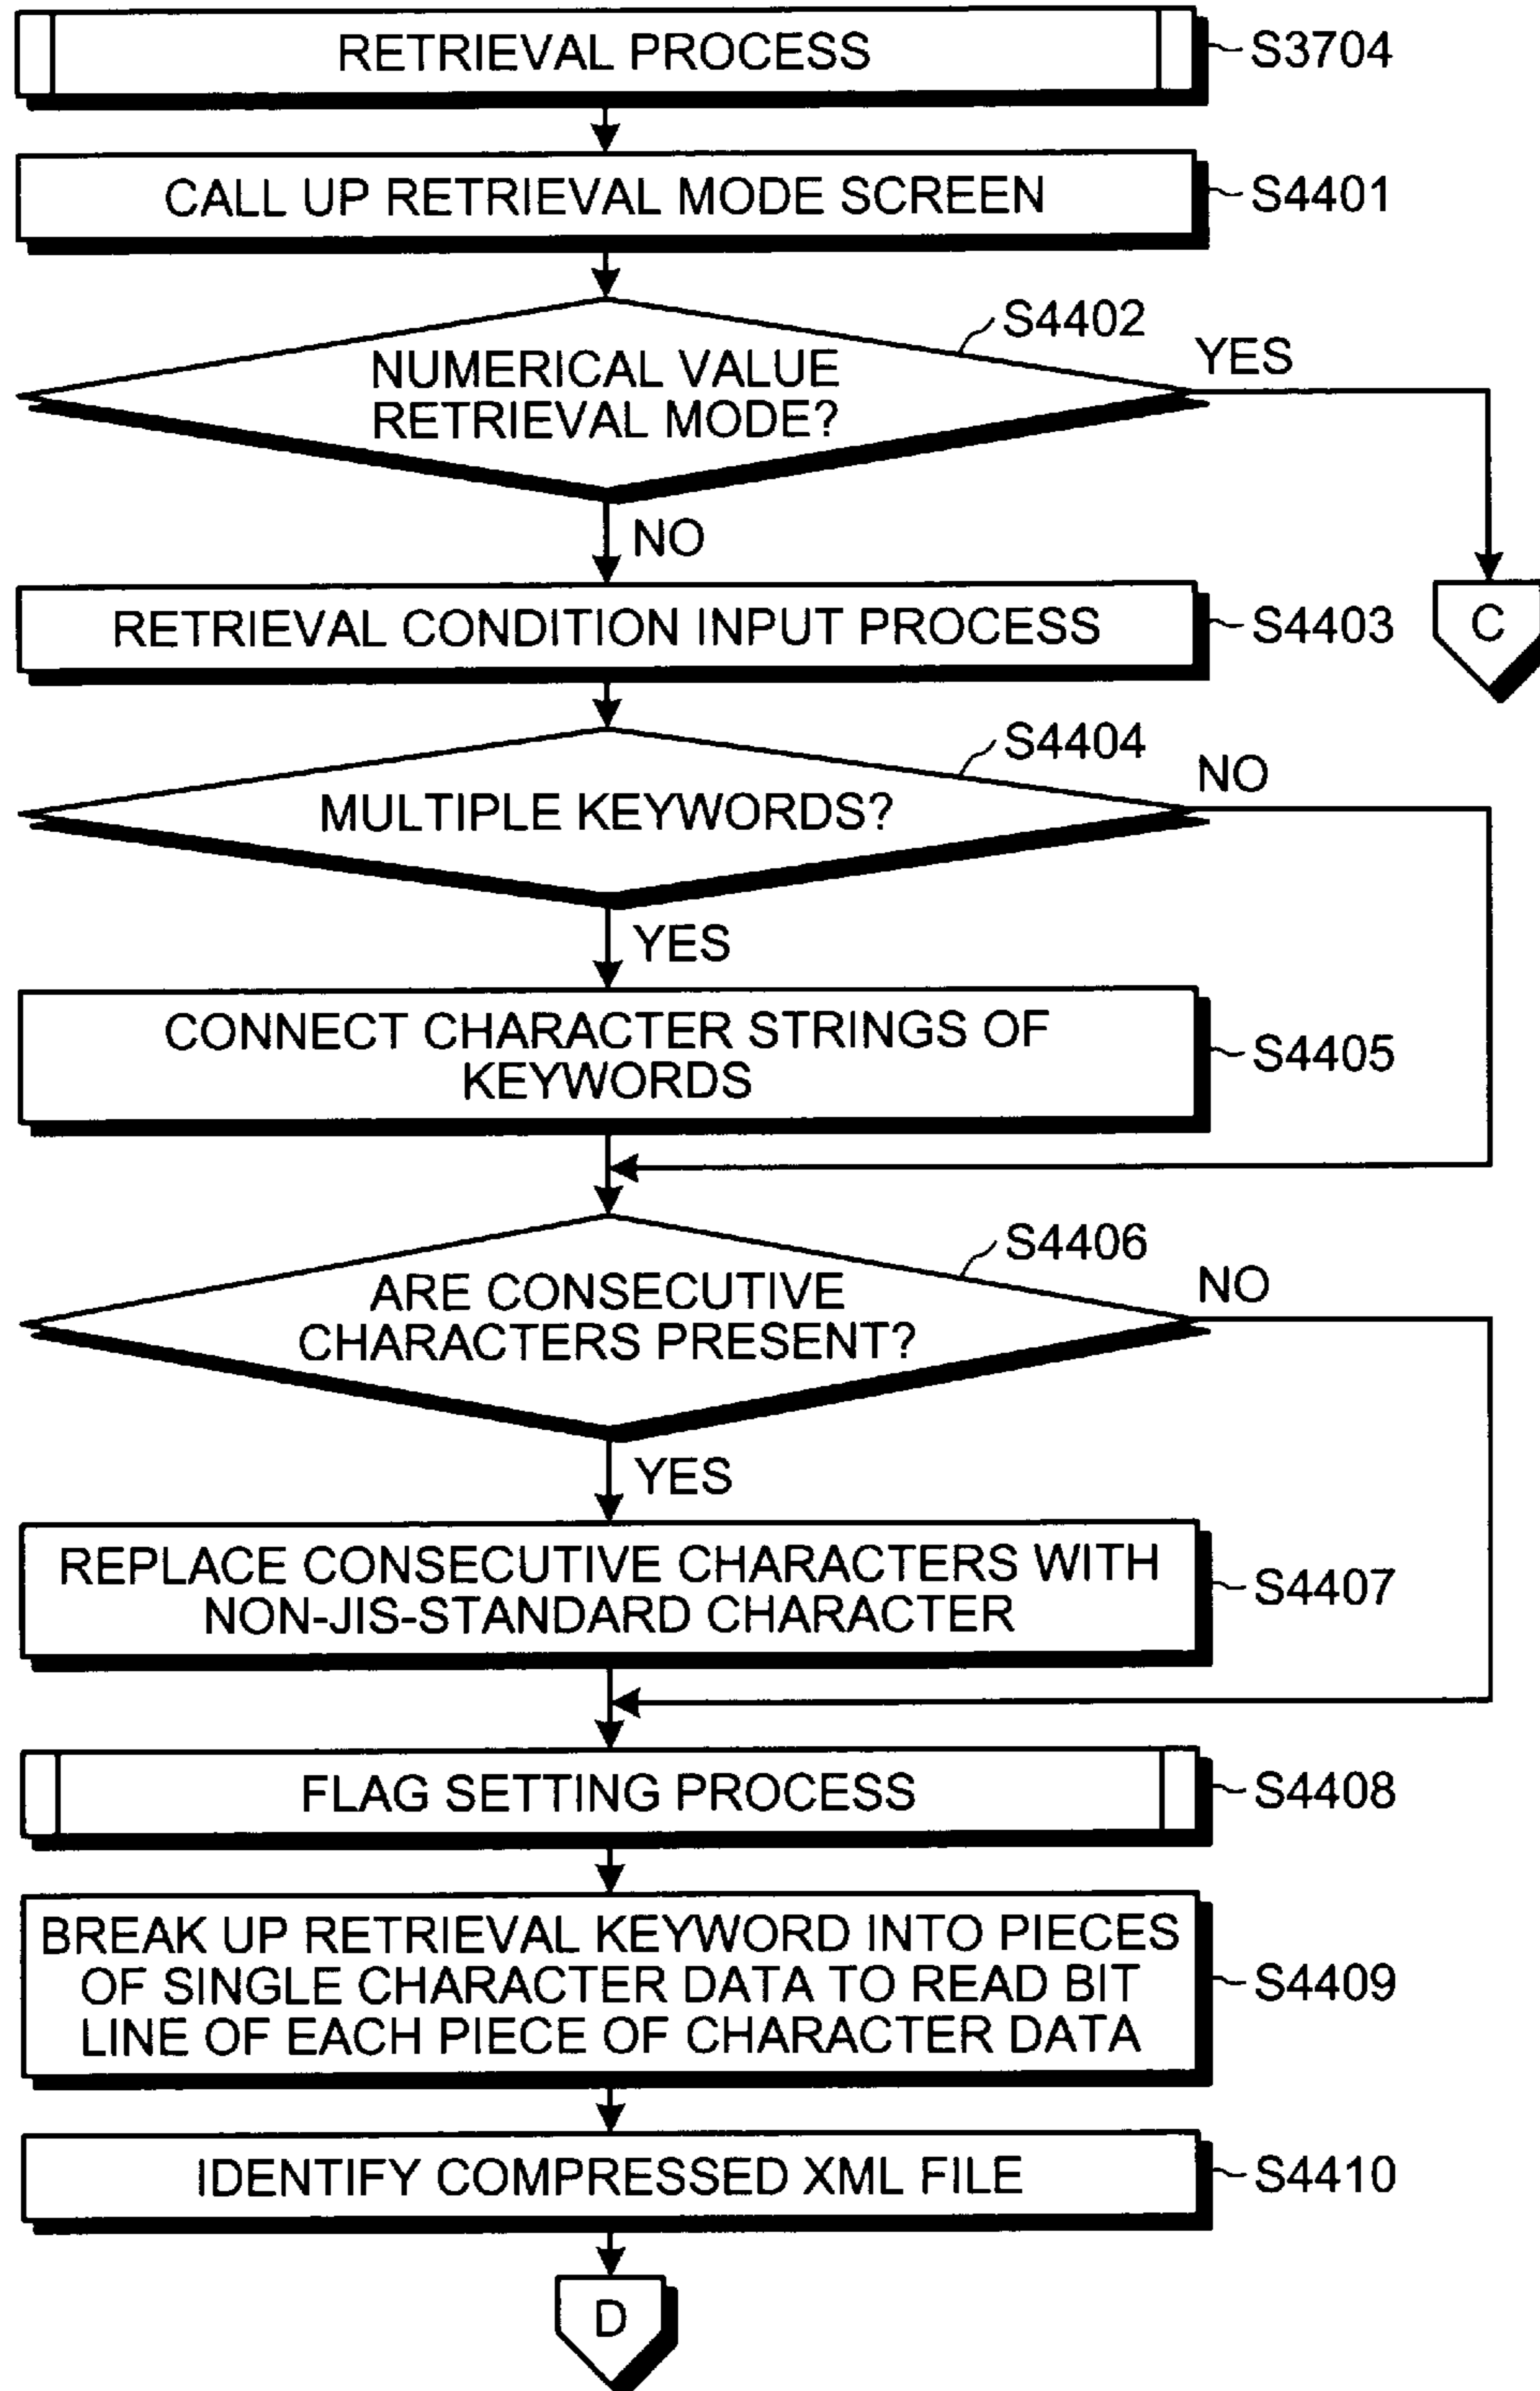 RETRIEVAL PROCESS
S3704
CALL UP RETRIEVAL MODE SCREEN
S4401
S4402
YES
NUMERICAL VALUE
RETRIEVAL MODE?
NO
RETRIEVAL CONDITION INPUT PROCESS
S4403
C
S4404
NO
MULTIPLE KEYWORDS?
YES
CONNECT CHARACTER STRINGS OF
KEYWORDS
S4405
S4406
NO
ARE CONSECUTIVE
CHARACTERS PRESENT?
YES
REPLACE CONSECUTIVE CHARACTERS WITH
NON-JIS-STANDARD CHARACTER
S4407
FLAG SETTING PROCESS
S4408
BREAK UP RETRIEVAL KEYWORD INTO PIECES
OF SINGLE CHARACTER DATA TO READ BIT
LINE OF EACH PIECE OF CHARACTER DATA
S4409
IDENTIFY COMPRESSED XML FILE
S4410
D